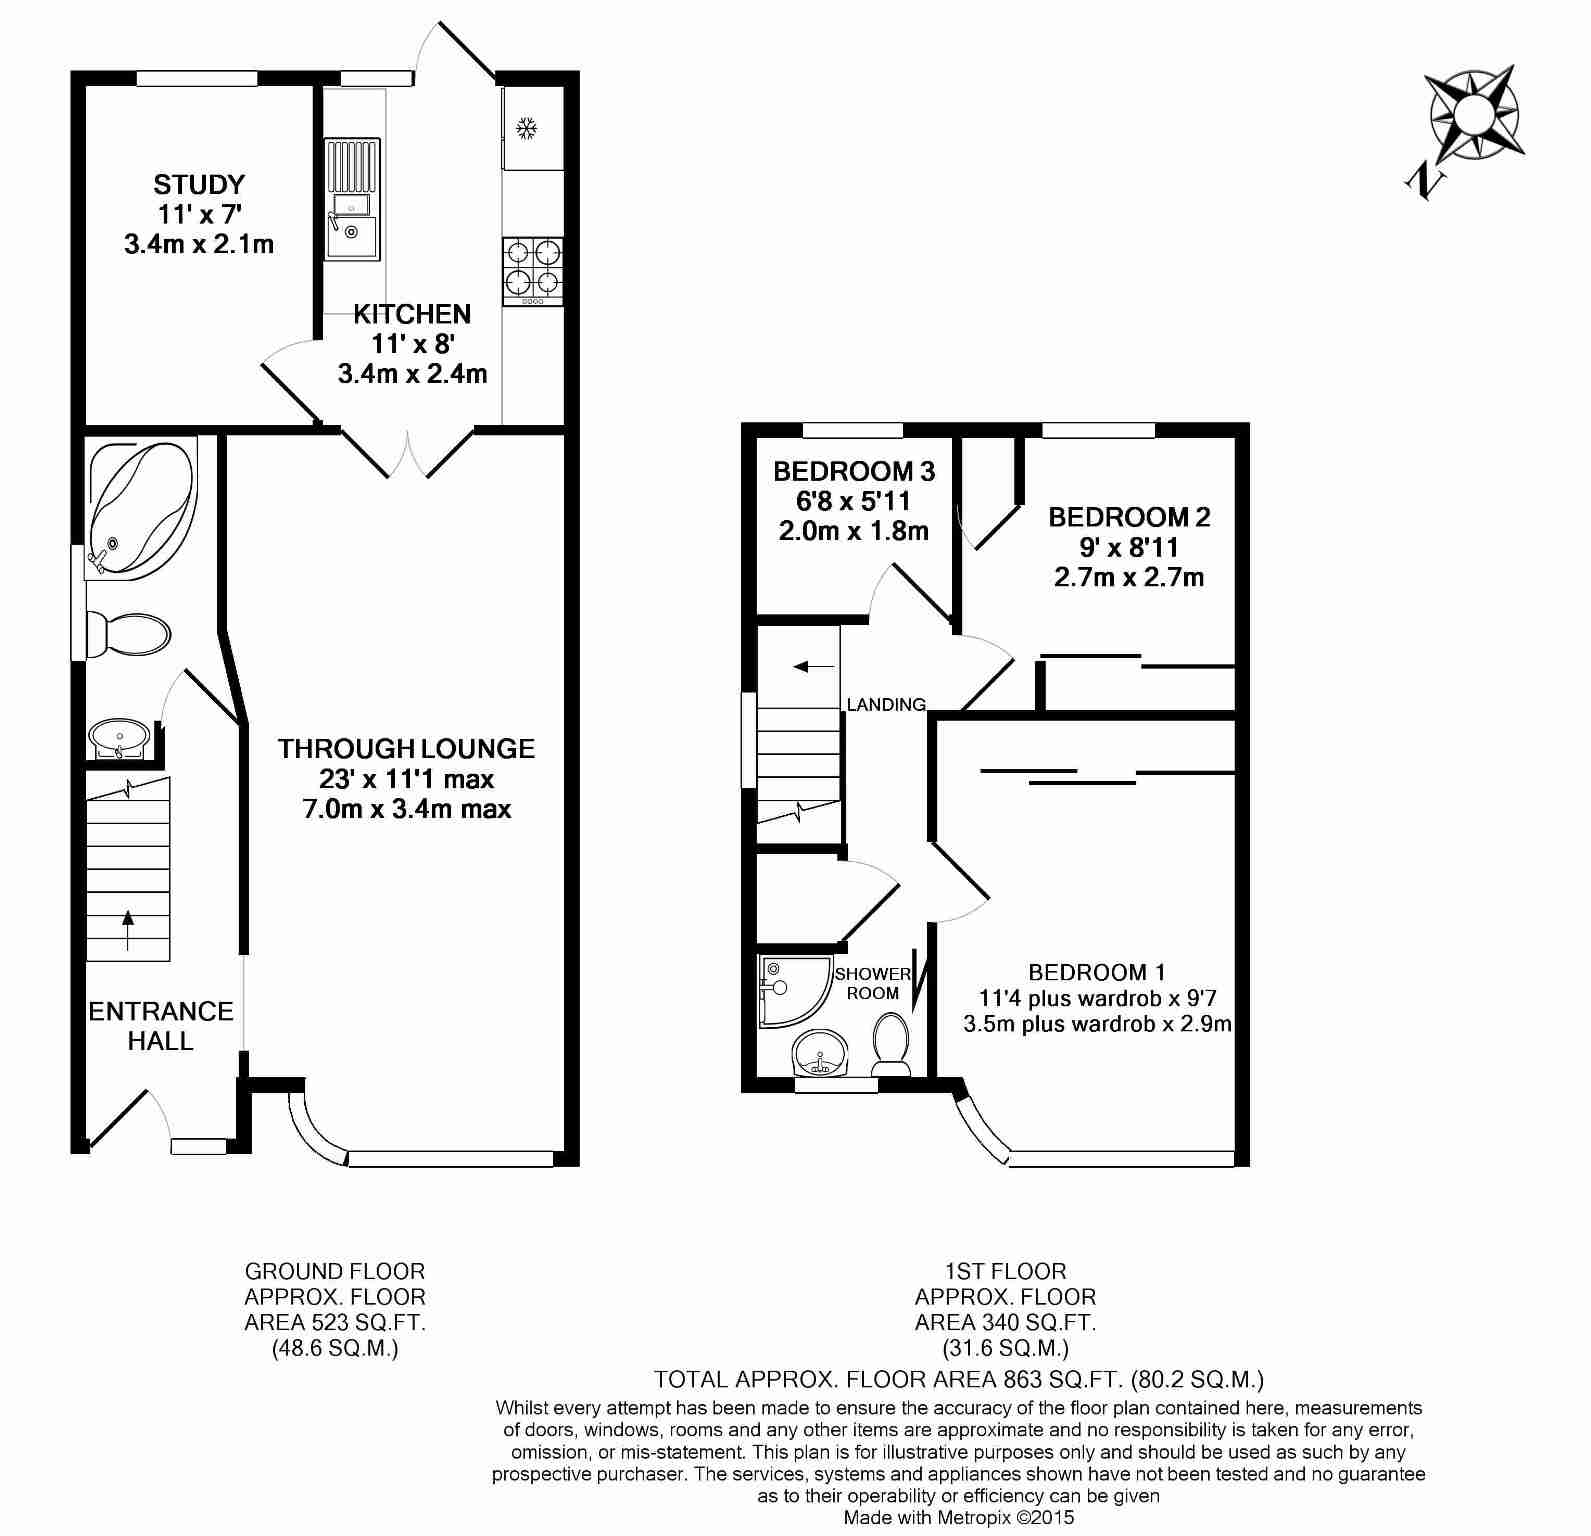 N
STUDY
11' x 7'
3.4m x 2.1m
KITCHEN
11' x 8'
3.4m x 2.4m
THROUGH LOUNGE
23' x 11'1 max
7.0m x 3.4m max
ENTRANCE
HALL
BEDROOM 3
6'8 x 5'11
2.0m x 1.8m
BEDROOM 2
9' x 8'11
2.7m x 2.7m
LANDING
SHOWER
ROOM
BEDROOM 1
11'4 plus wardrob x 9'7
3.5m plus wardrob x 2.9m
GROUND FLOOR
APPROX. FLOOR
AREA 523 SQ.FT.
(48.6 SQ.M.)
1ST FLOOR
APPROX. FLOOR
AREA 340 SQ.FT.
(31.6 SQ.M.)
TOTAL APPROX. FLOOR AREA 863 SQ.FT. (80.2 SQ.M.)
Whilst every attempt has been made to ensure the accuracy of the floor plan contained here, measurements
of doors, windows, rooms and any other items are approximate and no responsibility is taken for any error,
omission, or mis-statement. This plan is for illustrative purposes only and should be used as such by any
prospective purchaser. The services, systems and appliances shown have not been tested and no guarantee
as to their operability or efficiency can be given
Made with Metropix ©2015